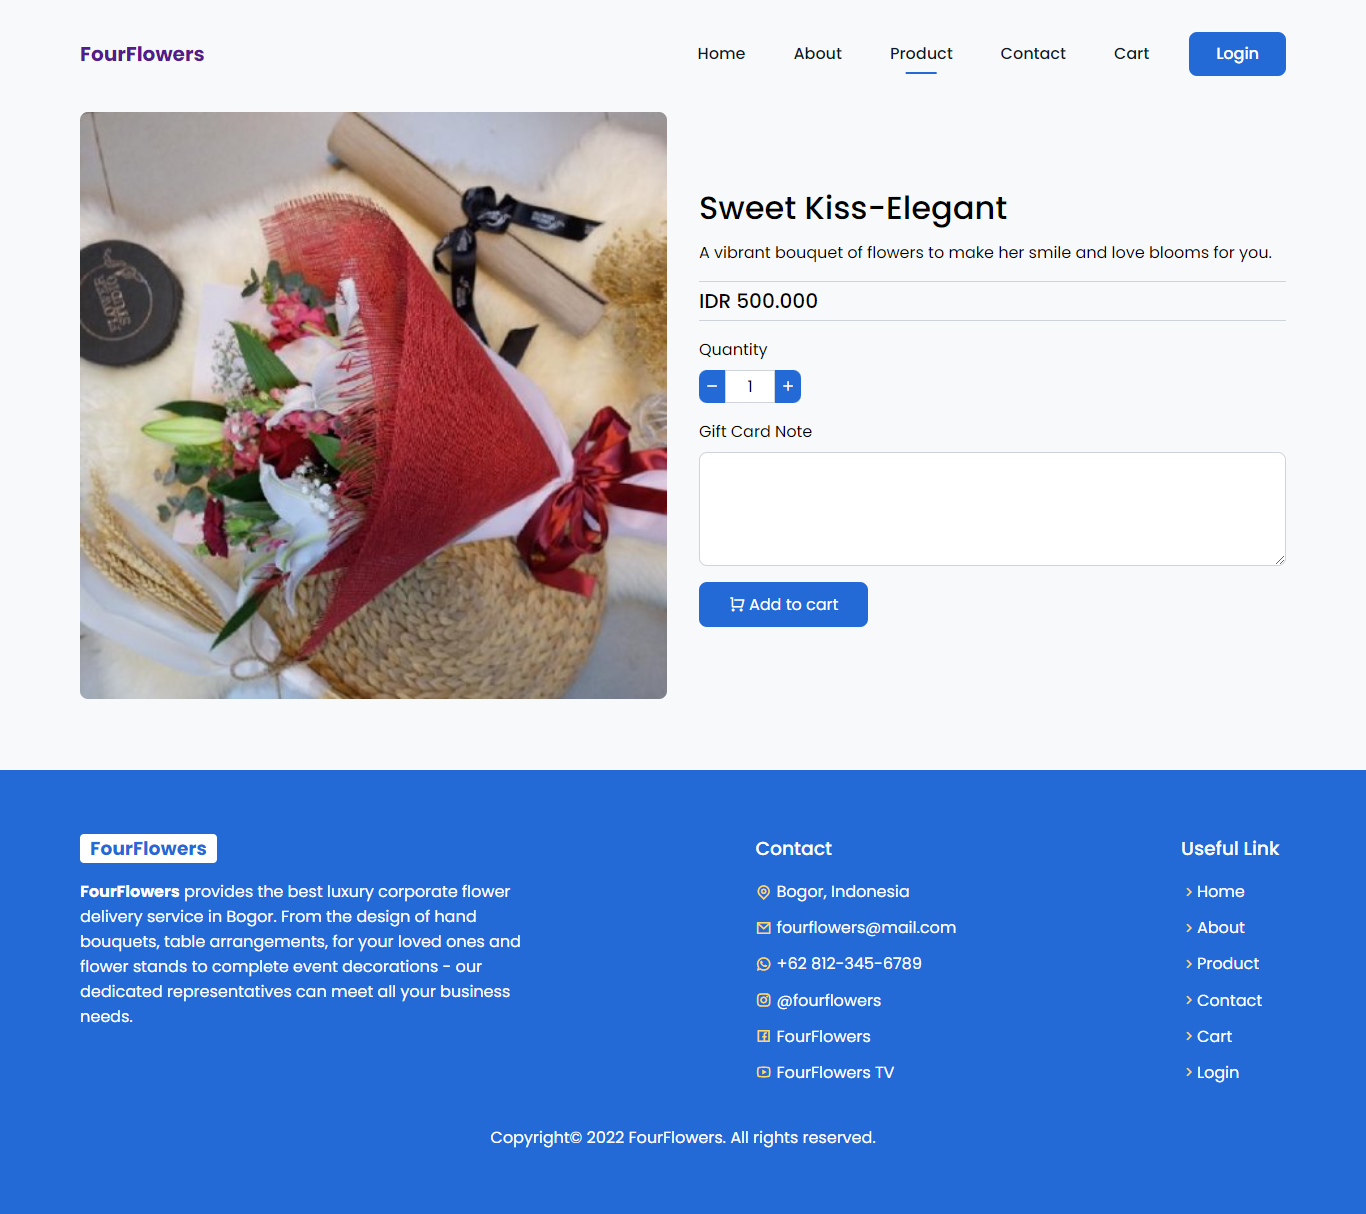 FourFlowers
Home
About
Product
Contact
Cart
Login
Sweet Kiss-Elegant
A vibrant bouquet of flowers to make her smile and love blooms for you.
IDR 500.000
Quantity
− 1 +
Gift Card Note
Add to cart
FourFlowers
FourFlowers provides the best luxury corporate flower
delivery service in Bogor. From the design of hand
bouquets, table arrangements, for your loved ones and
flower stands to complete event decorations - our
dedicated representatives can meet all your business
needs.
Contact
Bogor, Indonesia
fourflowers@mail.com
+62 812-345-6789
@fourflowers
FourFlowers
FourFlowers TV
Useful Link
Home
About
Product
Contact
Cart
Login
Copyright© 2022 FourFlowers. All rights reserved.